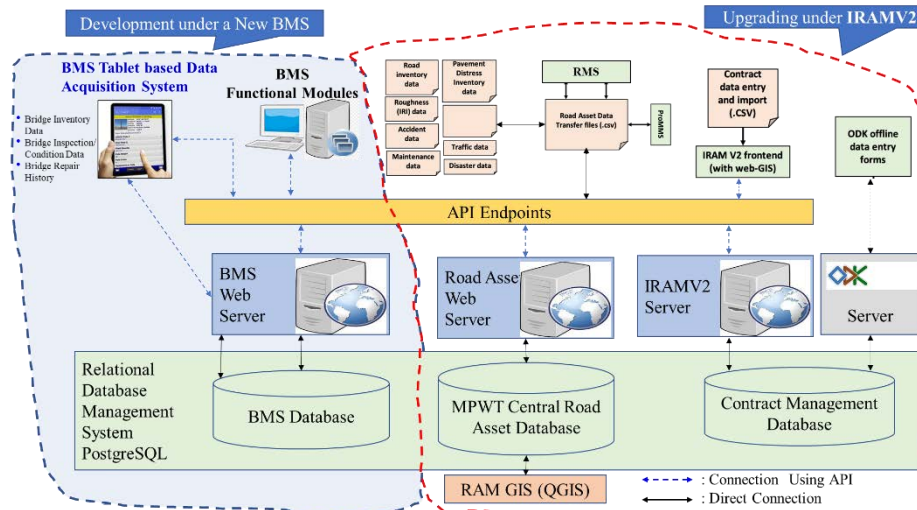 Development under a New BMS
Upgrading under IRAMV2
BMS Tablet based Data
Acquisition System
• Bridge Inventory
Data
• Bridge Inspection/
Condition Data
• Bridge Repair
History
BMS
Functional Modules
Road
inventory
data
Pavement
Distress
Inventory
data
Roughness
(IRI) data
Accident
data
Traffic data
Maintenance
data
Disaster data
RMS
Road Asset Data
Transfer files (.csv)
ProMMS
Contract
data entry
and import
(.CSV)
IRAM V2 frontend
(with web-GIS)
ODK offline
data entry
forms
API Endpoints
BMS
Web
Server
Road Asse
Web
Server
IRAMV2
Server
Server
Relational
Database
Management
System
PostgreSQL
BMS Database
MPWT Central Road
Asset Database
Contract Management
Database
RAM GIS (QGIS)
: Connection Using API
: Direct Connection